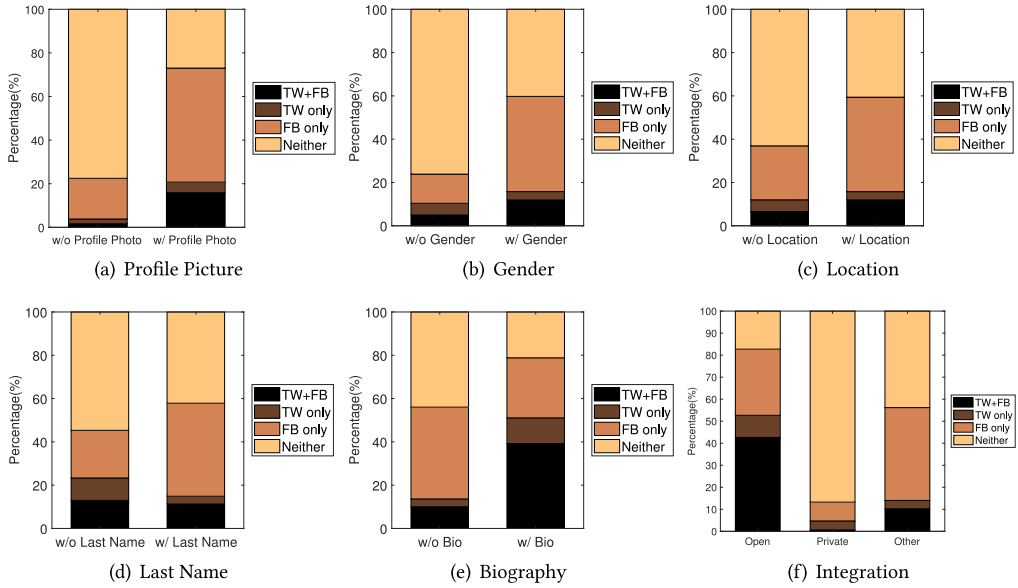 Percentage(%)
100
80
60
40
20
0
w/o Profile Photo w/ Profile Photo
TW+FB
TW only
FB only
Neither
(a) Profile Picture
Percentage(%)
100
80
60
40
20
0
w/o Gender w/ Gender
TW+FB
TW only
FB only
Neither
(b) Gender
Percentage(%)
100
80
60
40
20
0
w/o Location w/ Location
TW+FB
TW only
FB only
Neither
(c) Location
Percentage(%)
100
80
60
40
20
0
w/o Last Name w/ Last Name
TW+FB
TW only
FB only
Neither
(d) Last Name
Percentage(%)
100
80
60
40
20
0
w/o Bio w/ Bio
TW+FB
TW only
FB only
Neither
(e) Biography
Percentage(%)
100
90
80
70
60
50
40
30
20
10
0
Open Private Other
TW+FB
TW only
FB only
Neither
(f) Integration